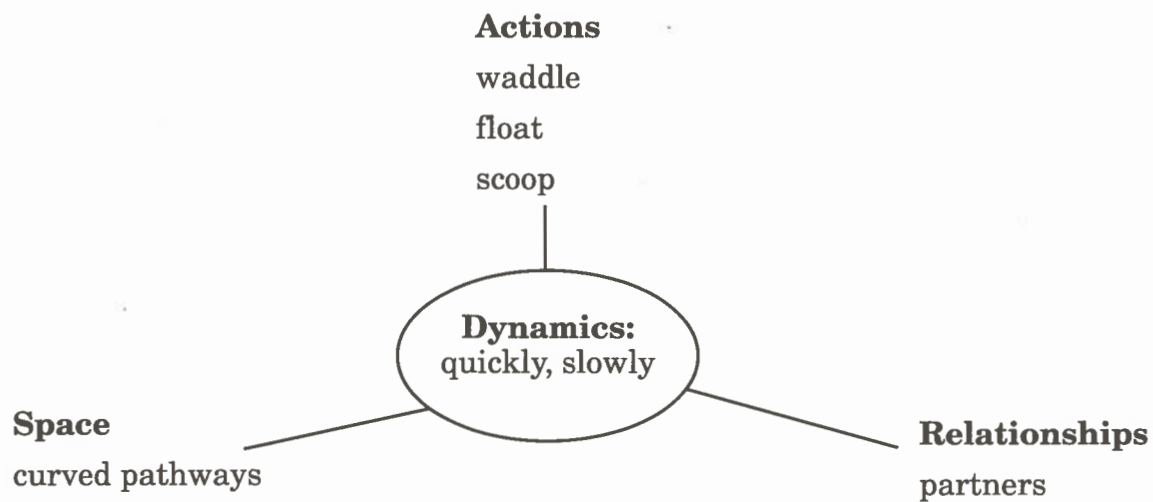 Actions
waddle
float
scoop
Dynamics:
quickly, slowly
Space
curved pathways
Relationships
partners